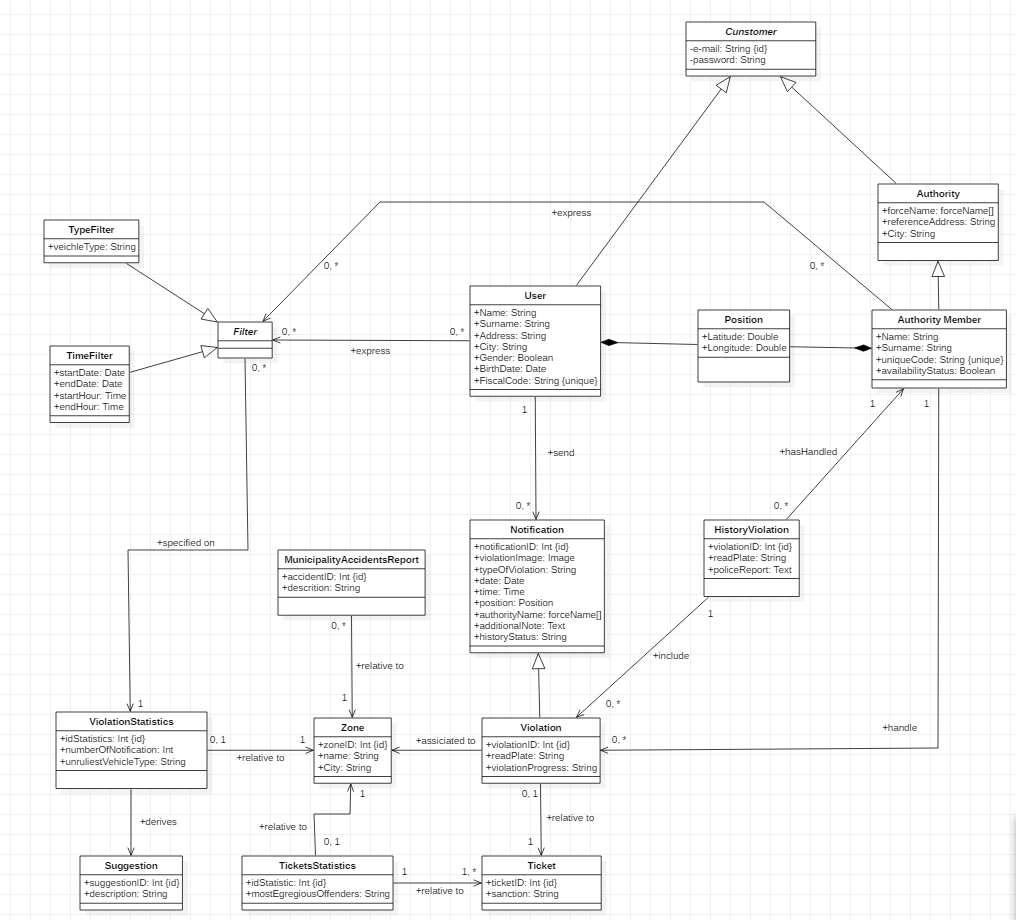 Cunstomer
-e-mail: String {id}
-password: String
Authority
+forceName: forceName[]
+referenceAddress: String
+City: String
+express
TypeFilter
+veichleType: String
0, *
0, *
User
+Name: String
+Surname: String
+Address: String
+City: String
+Gender: Boolean
+BirthDate: Date
+FiscalCode: String {unique}
Position
+Latitude: Double
+Longitude: Double
Authority Member
+Name: String
+Surname: String
+uniqueCode: String {unique}
+availabilityStatus: Boolean
Filter
0, *
0, *
+express
TimeFilter
+startDate: Date
+endDate: Date
+startHour: Time
+endHour: Time
0, *
1
1
1
+send
+hasHandled
0, *
0, *
Notification
+notificationID: Int {id}
+violationImage: Image
+typeOfViolation: String
+date: Date
+time: Time
+position: Position
+authorityName: forceName[]
+additionalNote: Text
+historyStatus: String
HistoryViolation
+violationID: Int {id}
+readPlate: String
+policeReport: Text
+specified on
MunicipalityAccidentsReport
+accidentID: Int {id}
+descrition: String
0, *
1
+relative to
+include
1
1
0, *
ViolationStatistics
+idStatistics: Int {id}
+numberOfNotification: Int
+unruliestVehicleType: String
0, 1
1
+relative to
Zone
+zoneID: Int {id}
+name: String
+City: String
+assiciated to
Violation
+violationID: Int {id}
+readPlate: String
+violationProgress: String
0, *
+handle
1
0, 1
+derives
+relative to
+relative to
0, 1
1
Suggestion
+suggestionID: Int {id}
+description: String
TicketsStatistics
+idStatistic: Int {id}
+mostEgregiousOffenders: String
1
1, *
+relative to
Ticket
+ticketID: Int {id}
+sanction: String